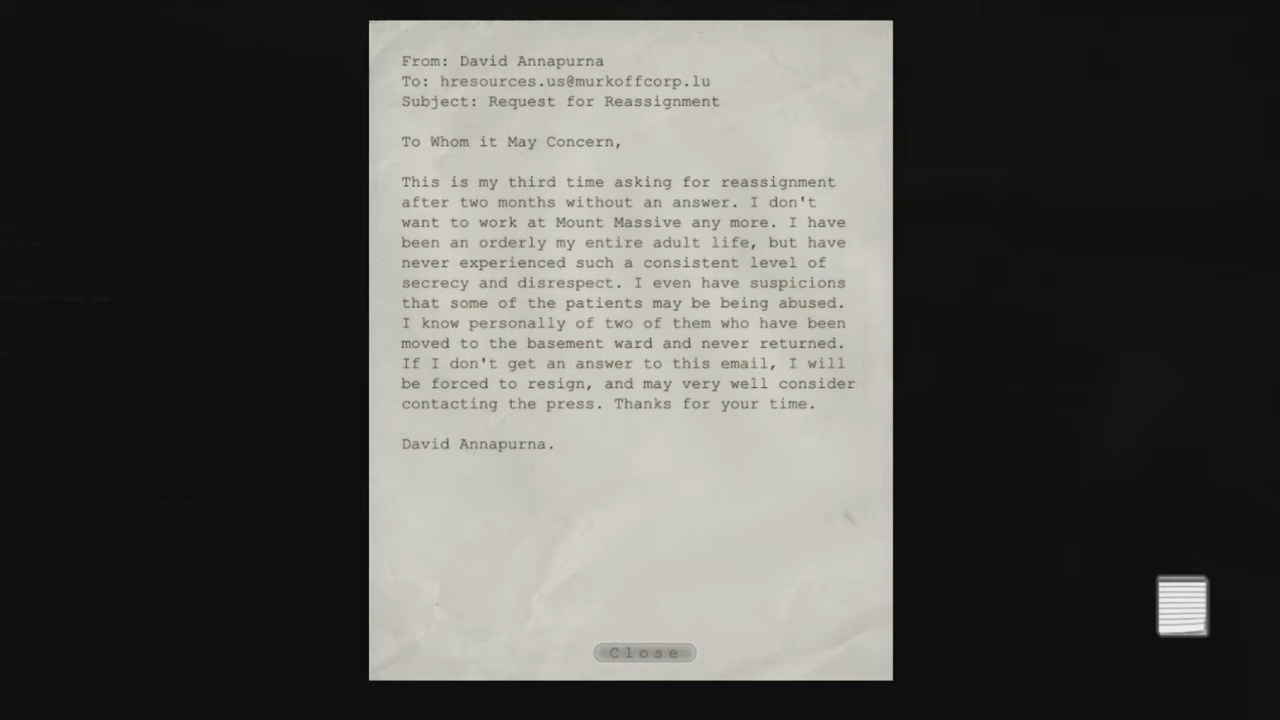 From: David Annapurna
To: hresources.us@murkoffcorp.lu
Subject: Request for Reassignment
To Whom it May Concern,
This is my third time asking for reassignment
after two months without an answer. I don't
want to work at Mount Massive any more. I have
been an orderly my entire adult life, but have
never experienced such a consistent level of
secrecy and disrespect. I even have suspicions
that some of the patients may be being abused.
I know personally of two of them who have been
moved to the basement ward and never returned.
If I don't get an answer to this email, I will
be forced to resign, and may very well consider
contacting the press. Thanks for your time.
David Annapurna.
Close